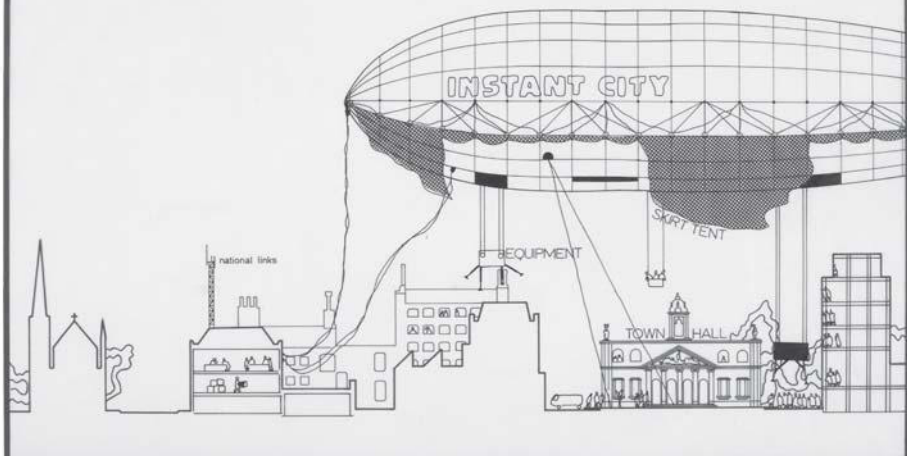 INSTANT CITY
SKIRT TENT
national links
EQUIPMENT
TOWN HALL